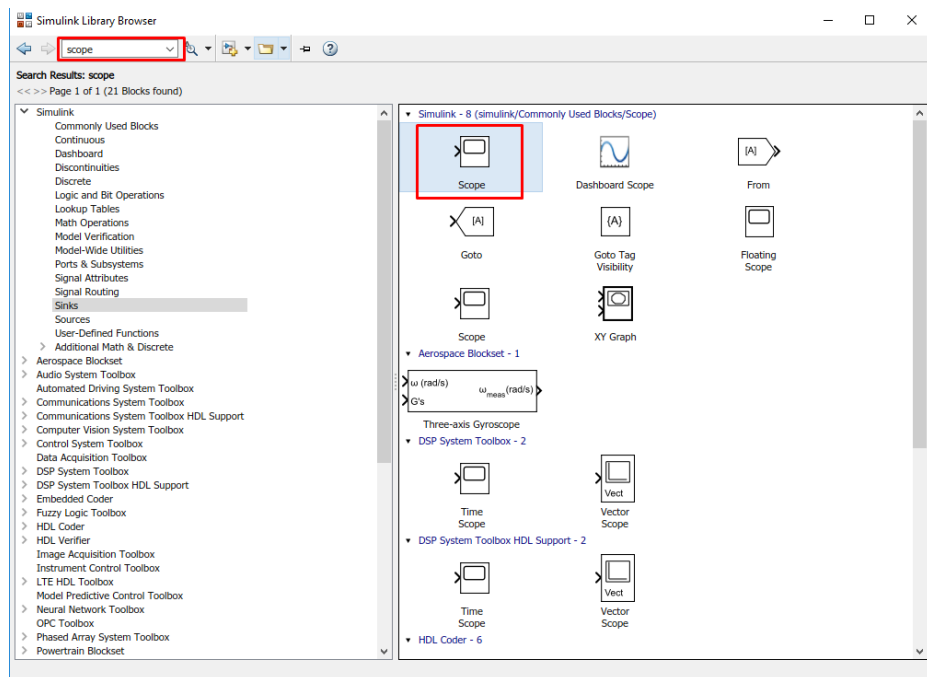 Simulink Library Browser
scope
Search Results: scope
<< >> Page 1 of 1 (21 Blocks found)
Simulink
Commonly Used Blocks
Continuous
Dashboard
Discontinuities
Discrete
Logic and Bit Operations
Lookup Tables
Math Operations
Model Verification
Model-Wide Utilities
Ports & Subsystems
Signal Attributes
Signal Routing
Sinks
Sources
User-Defined Functions
Additional Math & Discrete
Aerospace Blockset
Audio System Toolbox
Automated Driving System Toolbox
Communications System Toolbox
Communications System Toolbox HDL Support
Computer Vision System Toolbox
Control System Toolbox
Data Acquisition Toolbox
DSP System Toolbox
DSP System Toolbox HDL Support
Embedded Coder
Fuzzy Logic Toolbox
HDL Coder
HDL Verifier
Image Acquisition Toolbox
Instrument Control Toolbox
LTE HDL Toolbox
Model Predictive Control Toolbox
Neural Network Toolbox
OPC Toolbox
Phased Array System Toolbox
Powertrain Blockset
Simulink - 8 (simulink/Commonly Used Blocks/Scope)
[A]
Scope Dashboard Scope From
[A] {A}
Goto Goto Tag Floating
Visibility Scope
Scope XY Graph
Aerospace Blockset - 1
ω (rad/s) ωmeas(rad/s)
G's
Three-axis Gyroscope
DSP System Toolbox - 2
Vect
Time Vector
Scope Scope
DSP System Toolbox HDL Support - 2
Vect
Time Vector
Scope Scope
HDL Coder - 6